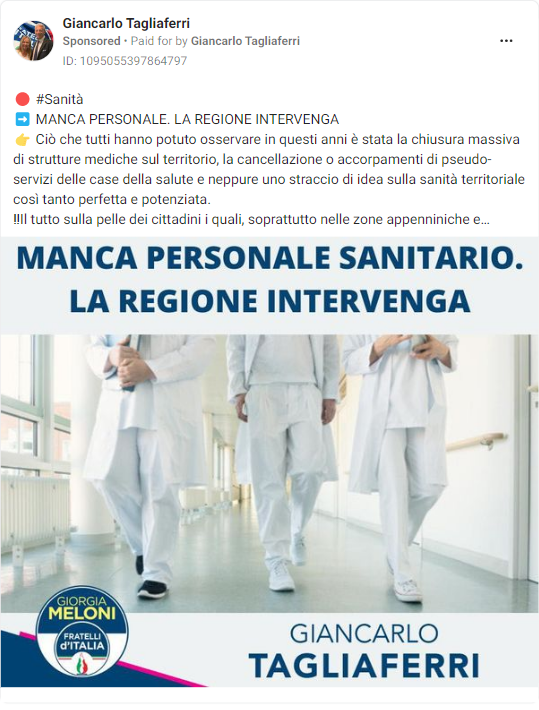 Giancarlo Tagliaferri
Sponsored • Paid for by Giancarlo Tagliaferri
ID: 1095055397864797
🔴 #Sanità
➡️ MANCA PERSONALE. LA REGIONE INTERVENGA
👉 Ciò che tutti hanno potuto osservare in questi anni è stata la chiusura massiva
di strutture mediche sul territorio, la cancellazione o accorpamenti di pseudo-
servizi delle case della salute e neppure uno straccio di idea sulla sanità territoriale
così tanto perfetta e potenziata.
‼️Il tutto sulla pelle dei cittadini i quali, soprattutto nelle zone appenniniche e...
MANCA PERSONALE SANITARIO.
LA REGIONE INTERVENGA
GIORGIA
MELONI
FRATELLI
d'ITALIA
GIANCARLO
TAGLIAFERRI